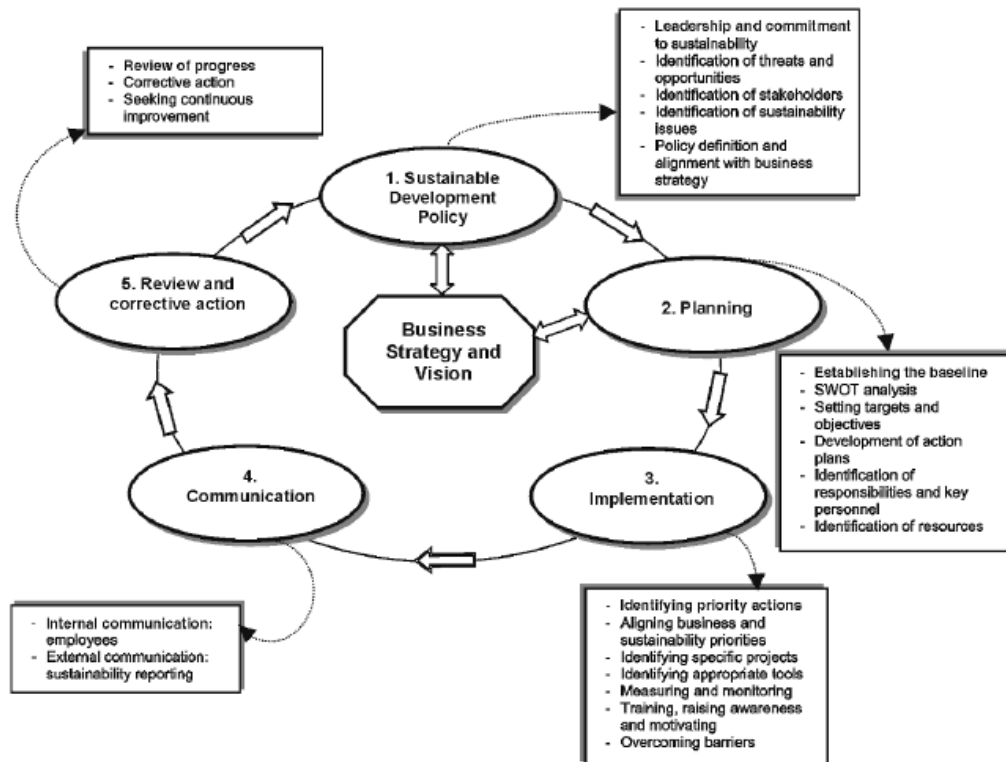 - Review of progress
- Corrective action
- Seeking continuous
improvement
- Leadership and commitment
to sustainability
- Identification of threats and
opportunities
- Identification of stakeholders
- Identification of sustainability
issues
- Policy definition and
alignment with business
strategy
1. Sustainable
Development
Policy
5. Review and
corrective action
2. Planning
Business
Strategy and
Vision
- Establishing the baseline
- SWOT analysis
- Setting targets and
objectives
- Development of action
plans
- Identification of
responsibilities and key
personnel
- Identification of resources
4.
Communication
3.
Implementation
- Internal communication:
employees
- External communication:
sustainability reporting
- Identifying priority actions
- Aligning business and
sustainability priorities
- Identifying specific projects
- Identifying appropriate tools
- Measuring and monitoring
- Training, raising awareness
and motivating
- Overcoming barriers